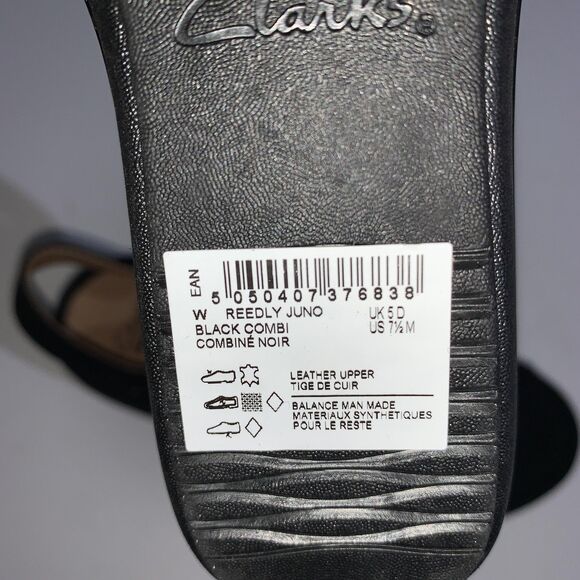 Clarks®
EAN
5 050407 376838
W REEDLY JUNO UK 5 D
BLACK COMBI US 7½ M
COMBINÉ NOIR
LEATHER UPPER
TIGE DE CUIR
BALANCE MAN MADE
MATERIAUX SYNTHETIQUES
POUR LE RESTE